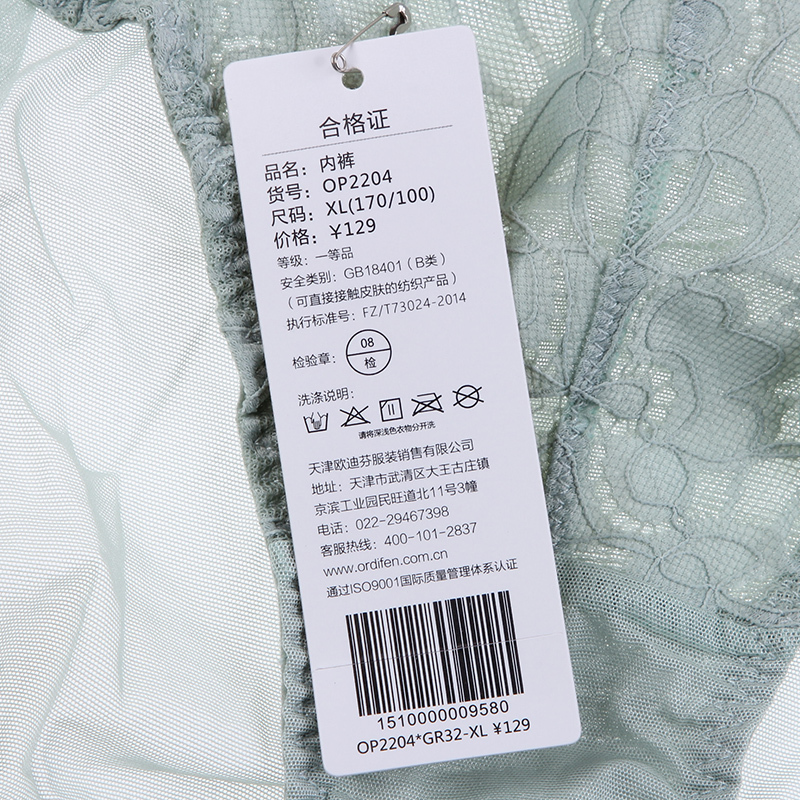 合格证
品名：内裤
货号：OP2204
尺码：XL(170/100)
价格：¥129
等级：一等品
安全类别：GB18401（B类）
（可直接接触皮肤的纺织产品）
执行标准号：FZ/T73024-2014
检验章：08 检
洗涤说明：
请将深浅色衣物分开洗
天津欧迪芬服装销售有限公司
地址：天津市武清区大王古庄镇
京滨工业园民旺道北11号3幢
电话：022-29467398
客服热线：400-101-2837
www.ordifen.com.cn
通过ISO9001国际质量管理体系认证
1510000009580
OP2204*GR32-XL ¥129